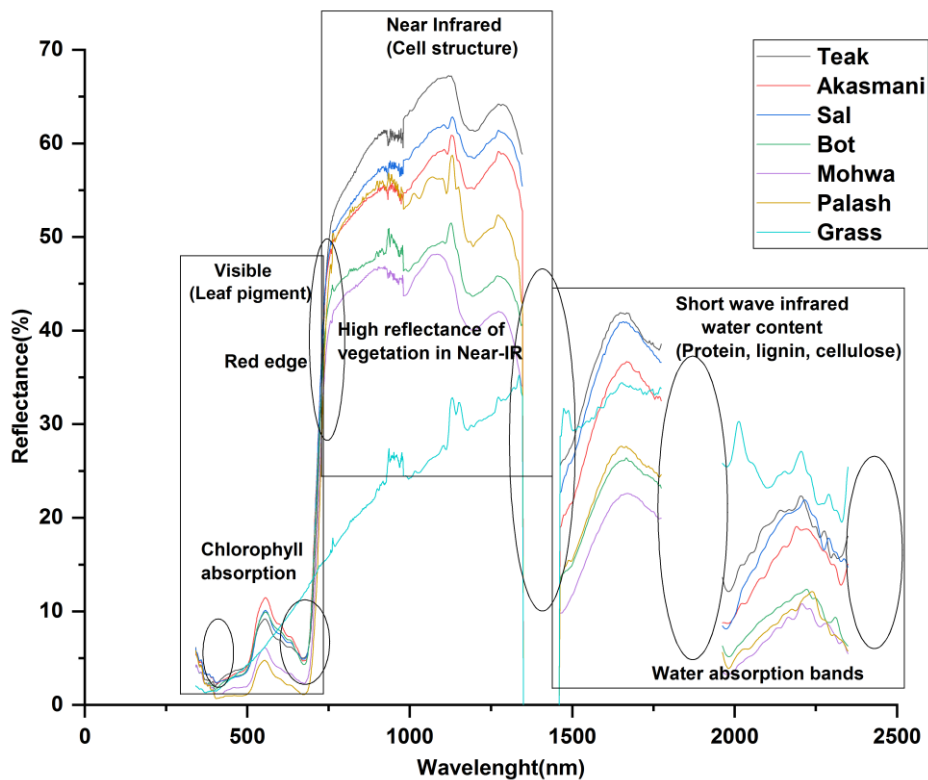 Near Infrared
(Cell structure)
70
60
50
40
30
20
10
0
Reflectance(%)
Teak
Akasmani
Sal
Bot
Mohwa
Palash
Grass
Visible
(Leaf pigment)
Red edge
High reflectance of
vegetation in Near-IR
Short wave infrared
water content
(Protein, lignin, cellulose)
Chlorophyll
absorption
Water absorption bands
0
500
1000
1500
2000
2500
Wavelenght(nm)